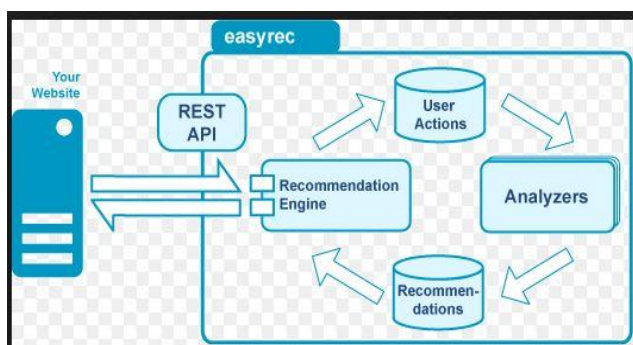 easyrec
Your
Website
REST
API
User
Actions
Recommendation
Engine
Analyzers
Recommen-
dations